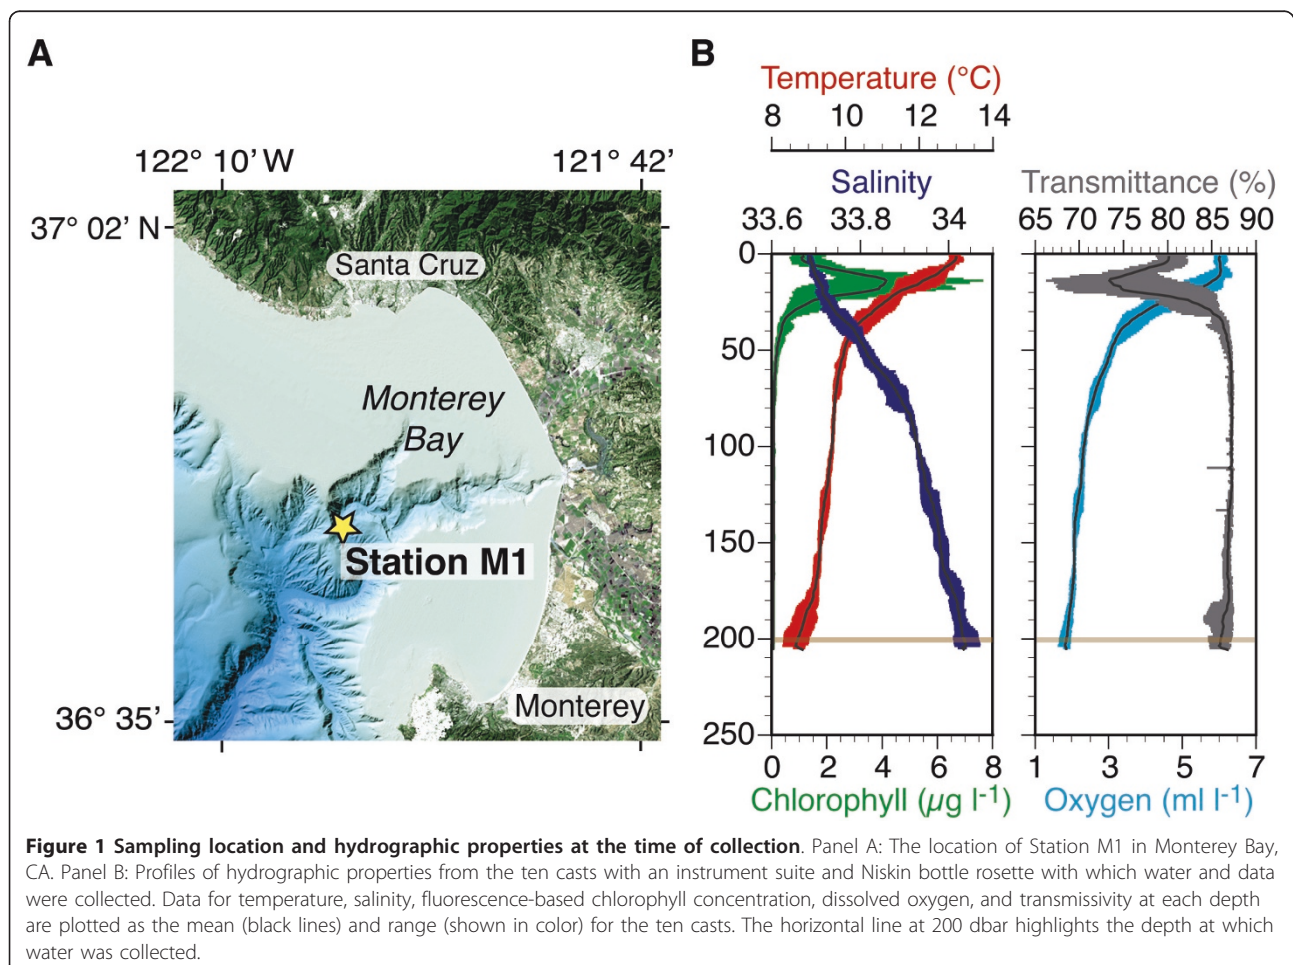 A
122° 10’ W
121° 42’
37° 02’ N
Santa Cruz
Monterey
Bay
Station M1
36° 35’
Monterey
B
Temperature (°C)
8 10 12 14
Salinity
33.6 33.8 34
Transmittance (%)
65 70 75 80 85 90
0
50
100
150
200
250
0 2 4 6 8
Chlorophyll (µg l-1)
1 3 5 7
Oxygen (ml l-1)
Figure 1 Sampling location and hydrographic properties at the time of collection. Panel A: The location of Station M1 in Monterey Bay,
CA. Panel B: Profiles of hydrographic properties from the ten casts with an instrument suite and Niskin bottle rosette with which water and data
were collected. Data for temperature, salinity, fluorescence-based chlorophyll concentration, dissolved oxygen, and transmissivity at each depth
are plotted as the mean (black lines) and range (shown in color) for the ten casts. The horizontal line at 200 dbar highlights the depth at which
water was collected.